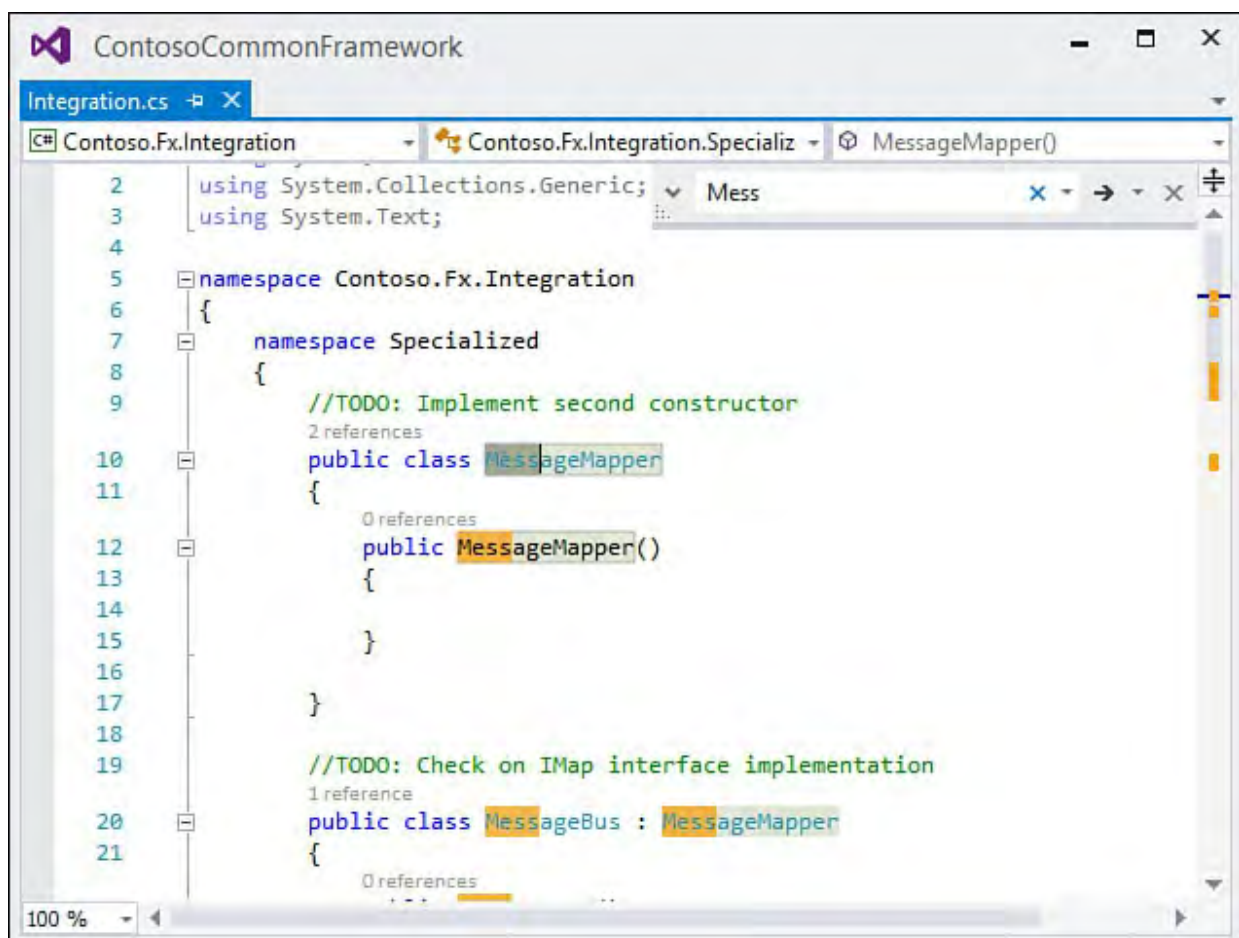 ContosoCommonFramework
Integration.cs
C# Contoso.Fx.Integration Contoso.Fx.Integration.Specializ MessageMapper()
Mess
2 using System.Collections.Generic;
3 using System.Text;
4
5 namespace Contoso.Fx.Integration
6 {
7 namespace Specialized
8 {
9 //TODO: Implement second constructor
2 references
10 public class MessageMapper
11 {
0 references
12 public MessageMapper()
13 {
14
15 }
16
17 }
18
19 //TODO: Check on IMap interface implementation
1 reference
20 public class MessageBus : MessageMapper
21 {
0 references
100 %